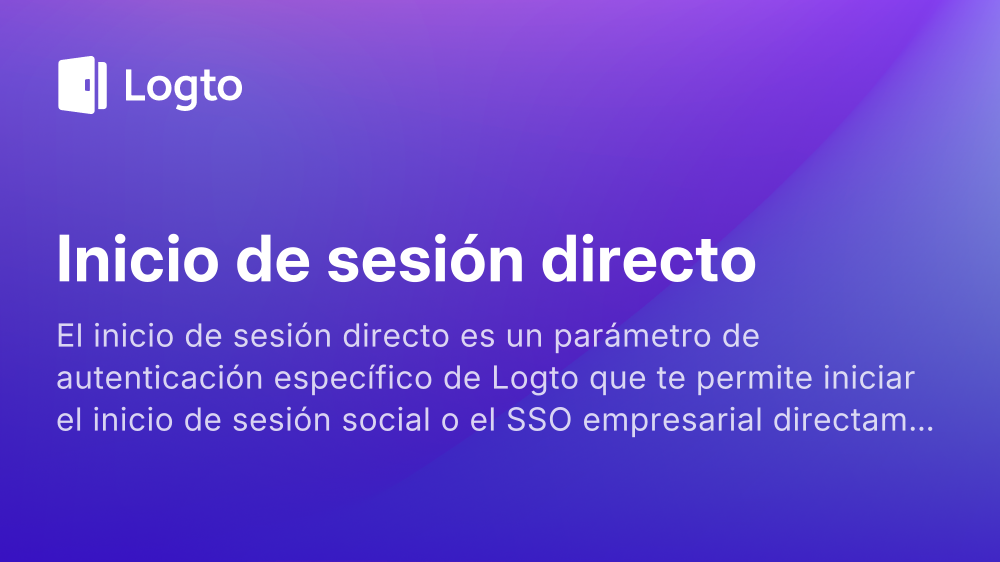 Logto
Inicio de sesión directo
El inicio de sesión directo es un parámetro de
autenticación específico de Logto que te permite iniciar
el inicio de sesión social o el SSO empresarial directam...